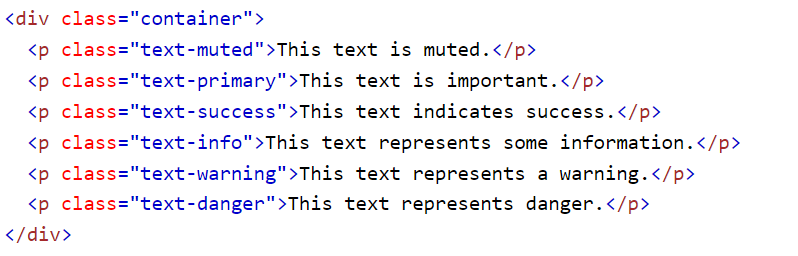 <div class="container">
  <p class="text-muted">This text is muted.</p>
  <p class="text-primary">This text is important.</p>
  <p class="text-success">This text indicates success.</p>
  <p class="text-info">This text represents some information.</p>
  <p class="text-warning">This text represents a warning.</p>
  <p class="text-danger">This text represents danger.</p>
</div>